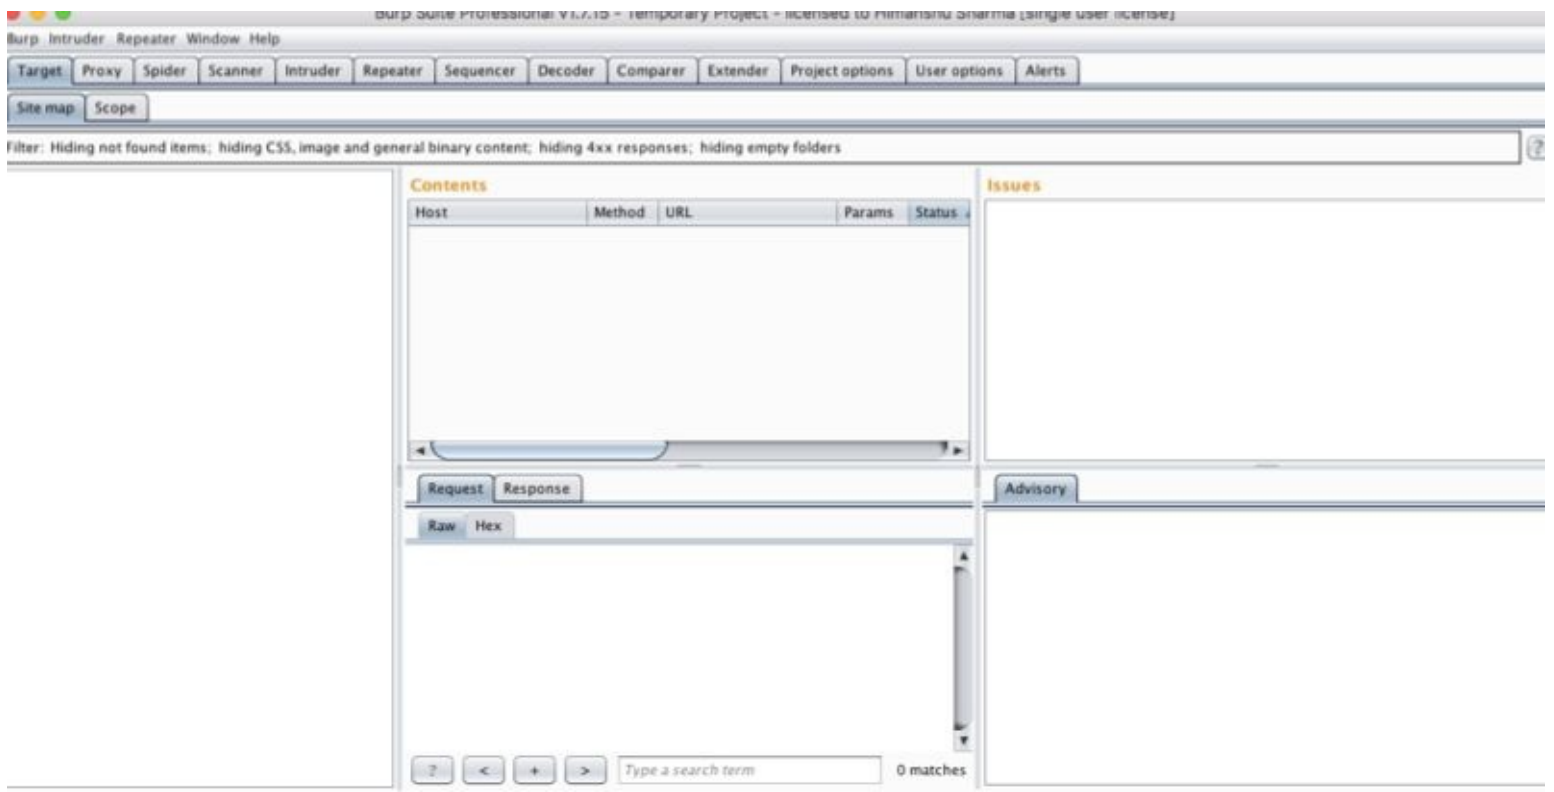 Burp Suite Professional v1.7.15 - Temporary Project - licensed to Himanshu Sharma [single user license]
Burp Intruder Repeater Window Help
Target Proxy Spider Scanner Intruder Repeater Sequencer Decoder Comparer Extender Project options User options Alerts
Site map Scope
Filter: Hiding not found items; hiding CSS, image and general binary content; hiding 4xx responses; hiding empty folders
?
Contents
Host Method URL Params Status
Issues
Request Response
Advisory
Raw Hex
? < + > Type a search term 0 matches